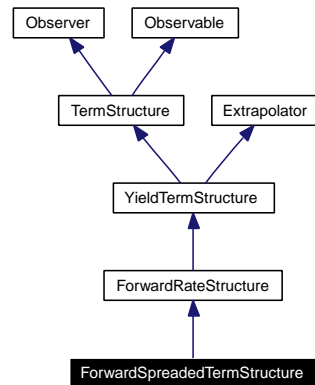 Observer
Observable
TermStructure
Extrapolator
YieldTermStructure
ForwardRateStructure
ForwardSpreadedTermStructure